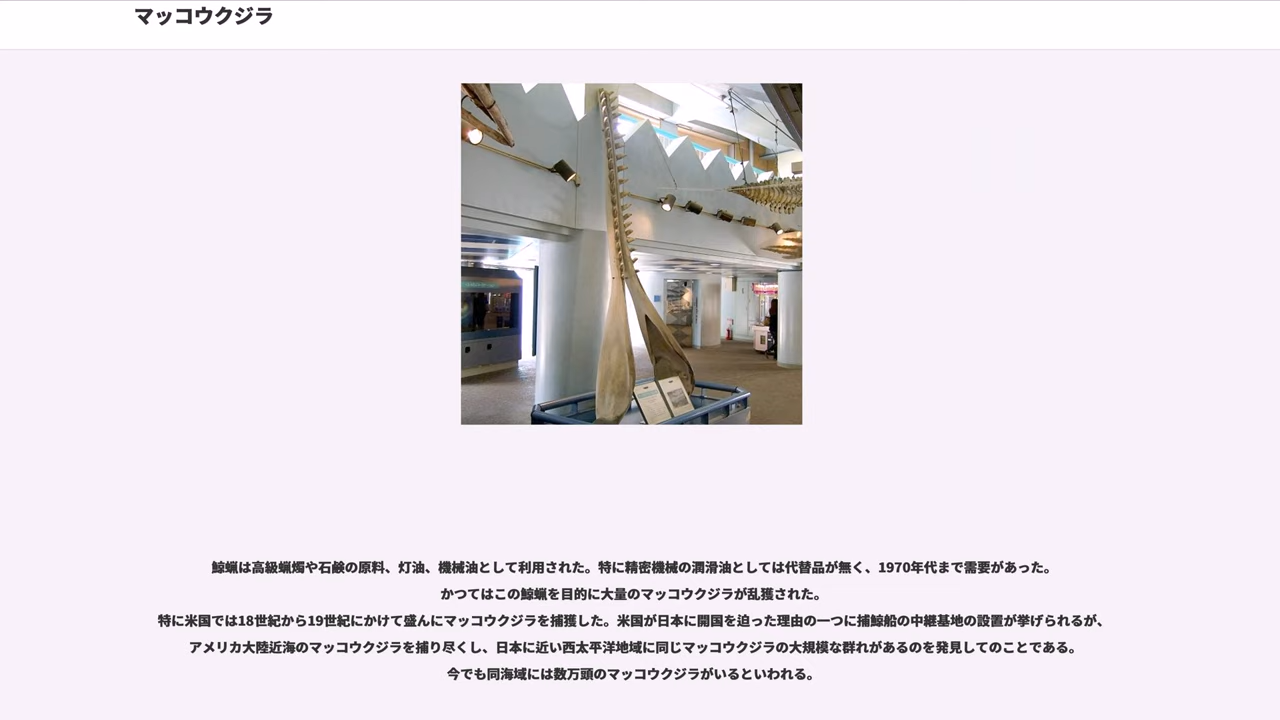 マッコウクジラ
鯨蝋は高級蝋燭や石鹸の原料、灯油、機械油として利用された。特に精密機械の潤滑油としては代替品が無く、1970年代まで需要があった。
かつてはこの鯨蝋を目的に大量のマッコウクジラが乱獲された。
特に米国では18世紀から19世紀にかけて盛んにマッコウクジラを捕獲した。米国が日本に開国を迫った理由の一つに捕鯨船の中継基地の設置が挙げられるが、
アメリカ大陸近海のマッコウクジラを捕り尽くし、日本に近い西太平洋地域に同じマッコウクジラの大規模な群れがあるのを発見してのことである。
今でも同海域には数万頭のマッコウクジラがいるといわれる。